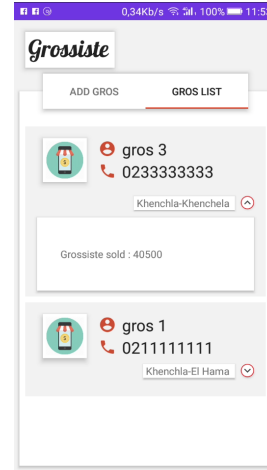 0,34Kb/s 100% 11:53
Grossiste
ADD GROS GROS LIST
gros 3
0233333333
Khenchla-Khenchela
Grossiste sold : 40500
gros 1
0211111111
Khenchla-El Hama